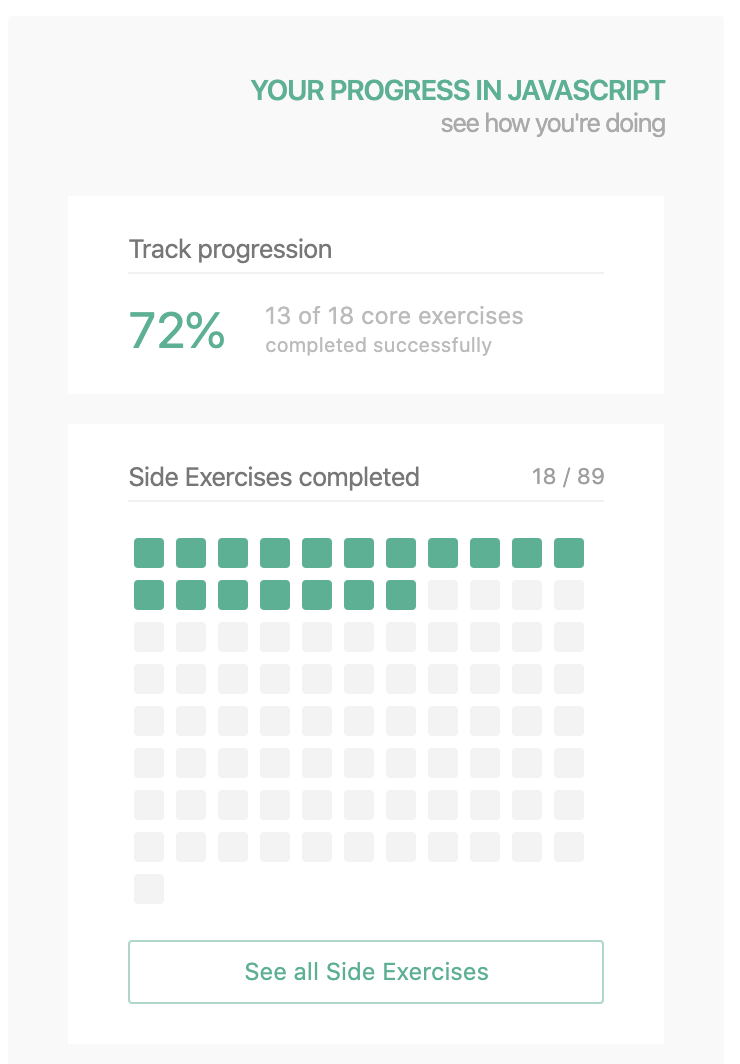 YOUR PROGRESS IN JAVASCRIPT
see how you're doing
Track progression
72%
13 of 18 core exercises
completed successfully
Side Exercises completed
18 / 89
See all Side Exercises